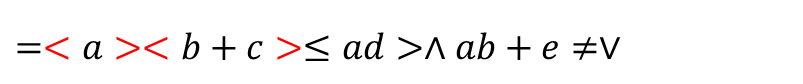 =< a >< b + c >≤ ad >∧ ab + e ≠∨